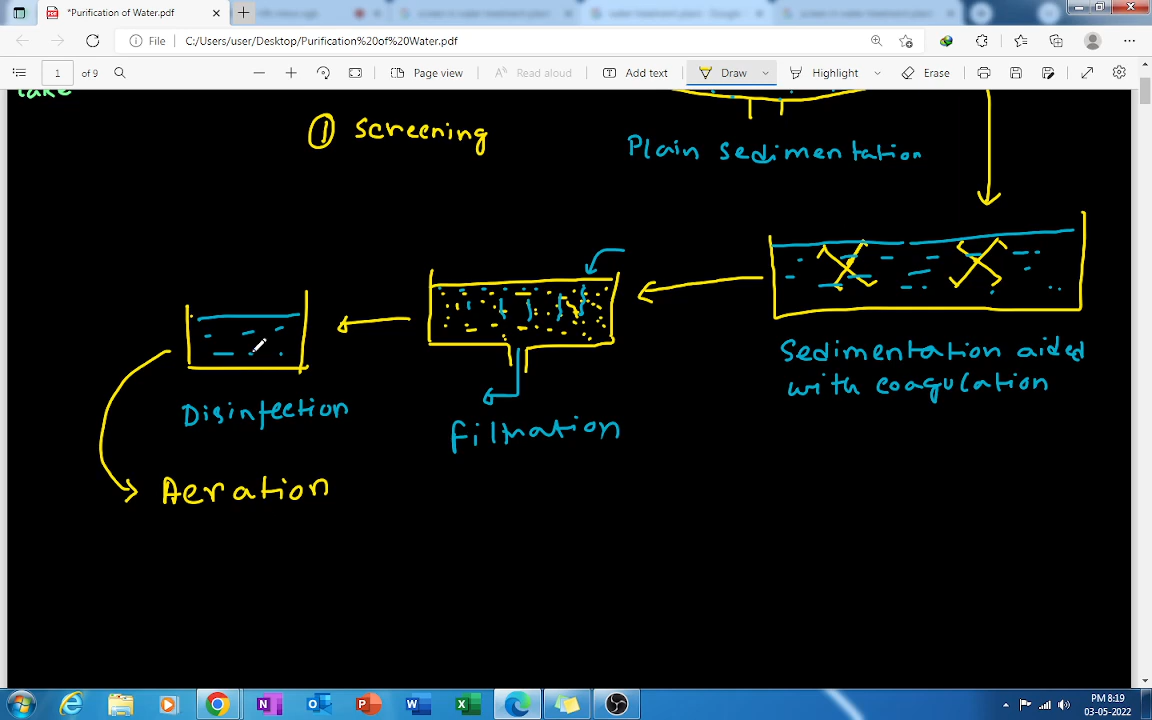 *Purification of Water.pdf
File
C:/Users/user/Desktop/Purification%20of%20Water.pdf
1 of 9
Page view
Read aloud
Add text
Draw
Highlight
Erase
lake
① Screening
Plain sedimentation
Sedimentation aided
with coagulation
Disinfection
Filtration
Aeration
PM 8:19
03-05-2022